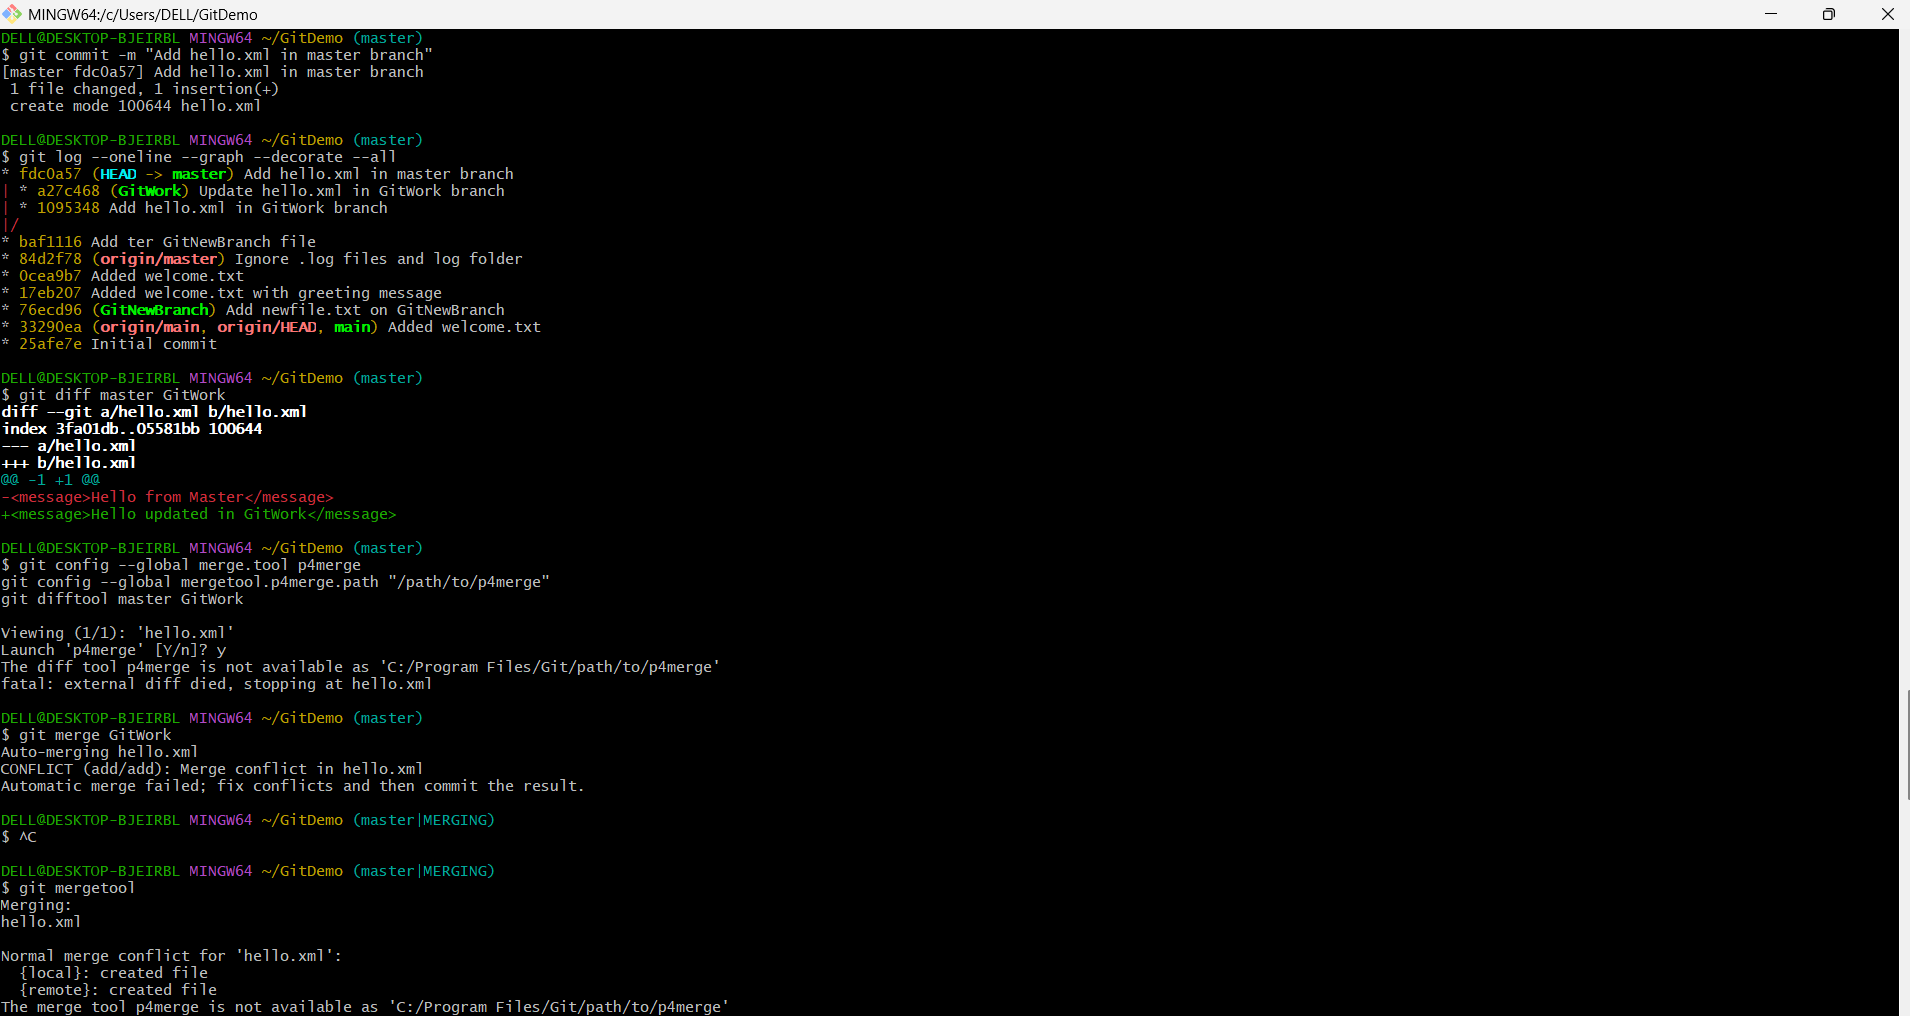 MINGW64:/c/Users/DELL/GitDemo
DELL@DESKTOP-BJEIRBL MINGW64 ~/GitDemo (master)
$ git commit -m "Add hello.xml in master branch"
[master fdc0a57] Add hello.xml in master branch
 1 file changed, 1 insertion(+)
 create mode 100644 hello.xml

DELL@DESKTOP-BJEIRBL MINGW64 ~/GitDemo (master)
$ git log --oneline --graph --decorate --all
* fdc0a57 (HEAD -> master) Add hello.xml in master branch
| * a27c468 (GitWork) Update hello.xml in GitWork branch
| * 1095348 Add hello.xml in GitWork branch
|/
* baf1116 Add ter GitNewBranch file
* 84d2f78 (origin/master) Ignore .log files and log folder
* 0cea9b7 Added welcome.txt
* 17eb207 Added welcome.txt with greeting message
* 76ecd96 (GitNewBranch) Add newfile.txt on GitNewBranch
* 33290ea (origin/main, origin/HEAD, main) Added welcome.txt
* 25afe7e Initial commit

DELL@DESKTOP-BJEIRBL MINGW64 ~/GitDemo (master)
$ git diff master GitWork
diff --git a/hello.xml b/hello.xml
index 3fa01db..05581bb 100644
--- a/hello.xml
+++ b/hello.xml
@@ -1 +1 @@
-<message>Hello from Master</message>
+<message>Hello updated in GitWork</message>

DELL@DESKTOP-BJEIRBL MINGW64 ~/GitDemo (master)
$ git config --global merge.tool p4merge
git config --global mergetool.p4merge.path "/path/to/p4merge"
git difftool master GitWork

Viewing (1/1): 'hello.xml'
Launch 'p4merge' [Y/n]? y
The diff tool p4merge is not available as 'C:/Program Files/Git/path/to/p4merge'
fatal: external diff died, stopping at hello.xml

DELL@DESKTOP-BJEIRBL MINGW64 ~/GitDemo (master)
$ git merge GitWork
Auto-merging hello.xml
CONFLICT (add/add): Merge conflict in hello.xml
Automatic merge failed; fix conflicts and then commit the result.

DELL@DESKTOP-BJEIRBL MINGW64 ~/GitDemo (master|MERGING)
$ ^C

DELL@DESKTOP-BJEIRBL MINGW64 ~/GitDemo (master|MERGING)
$ git mergetool
Merging:
hello.xml

Normal merge conflict for 'hello.xml':
  {local}: created file
  {remote}: created file
The merge tool p4merge is not available as 'C:/Program Files/Git/path/to/p4merge'